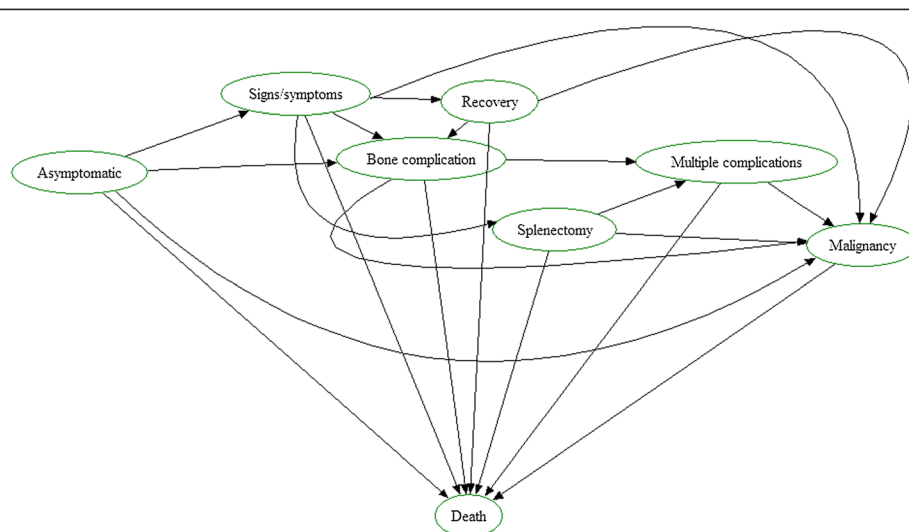 Signs/symptoms
Recovery
Bone complication
Multiple complications
Asymptomatic
Splenectomy
Malignancy
Death